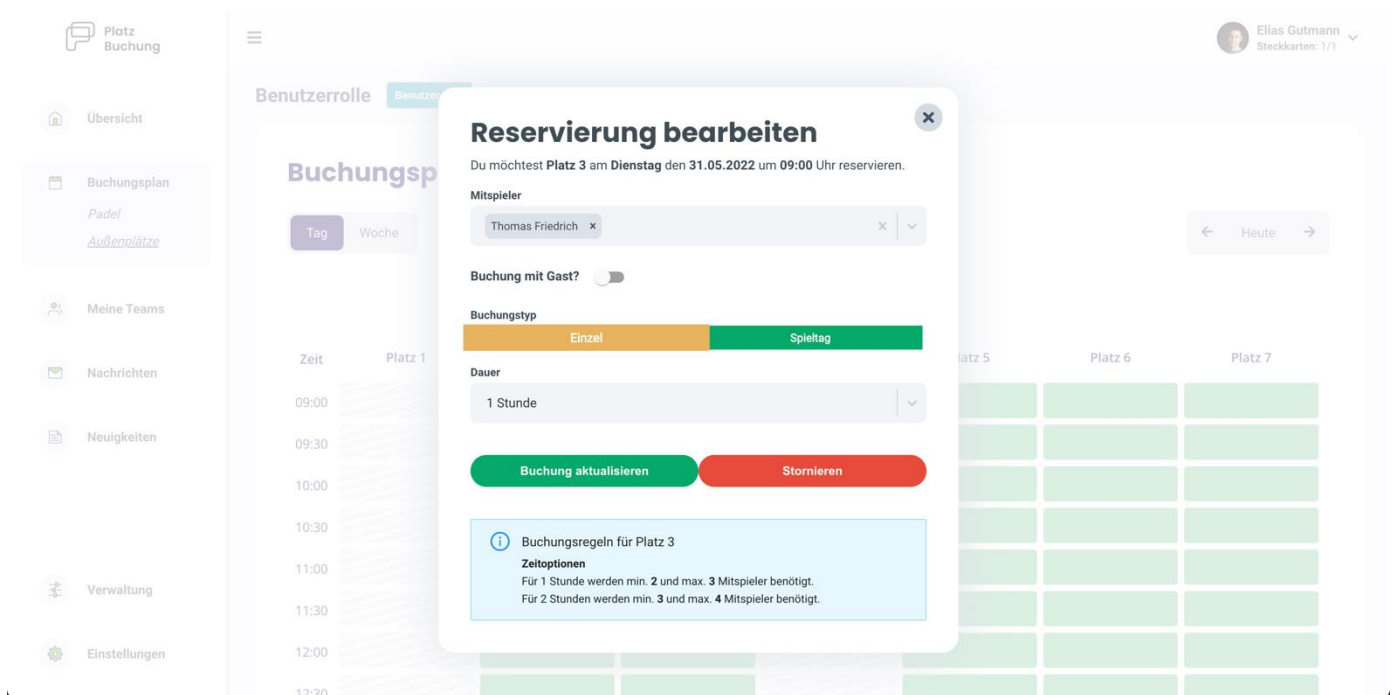 Platz
Buchung
Elias Gutmann
Steckkarten: 1/1
Benutzerrolle
Übersicht
Reservierung bearbeiten
Du möchtest Platz 3 am Dienstag den 31.05.2022 um 09:00 Uhr reservieren.
Buchungsp
Buchungsplan
Mitspieler
Padel
Thomas Friedrich ×
Tag Woche
Heute
Außenplätze
Buchung mit Gast?
Meine Teams
Buchungstyp
Einzel Spieltag
Zeit Platz 1 latz 5 Platz 6 Platz 7
Nachrichten
Dauer
09:00
1 Stunde
Neuigkeiten
09:30
Buchung aktualisieren Stornieren
10:00
10:30
Buchungsregeln für Platz 3
Zeitoptionen
11:00
Für 1 Stunde werden min. 2 und max. 3 Mitspieler benötigt.
Verwaltung
Für 2 Stunden werden min. 3 und max. 4 Mitspieler benötigt.
11:30
Einstellungen
12:00
12:30